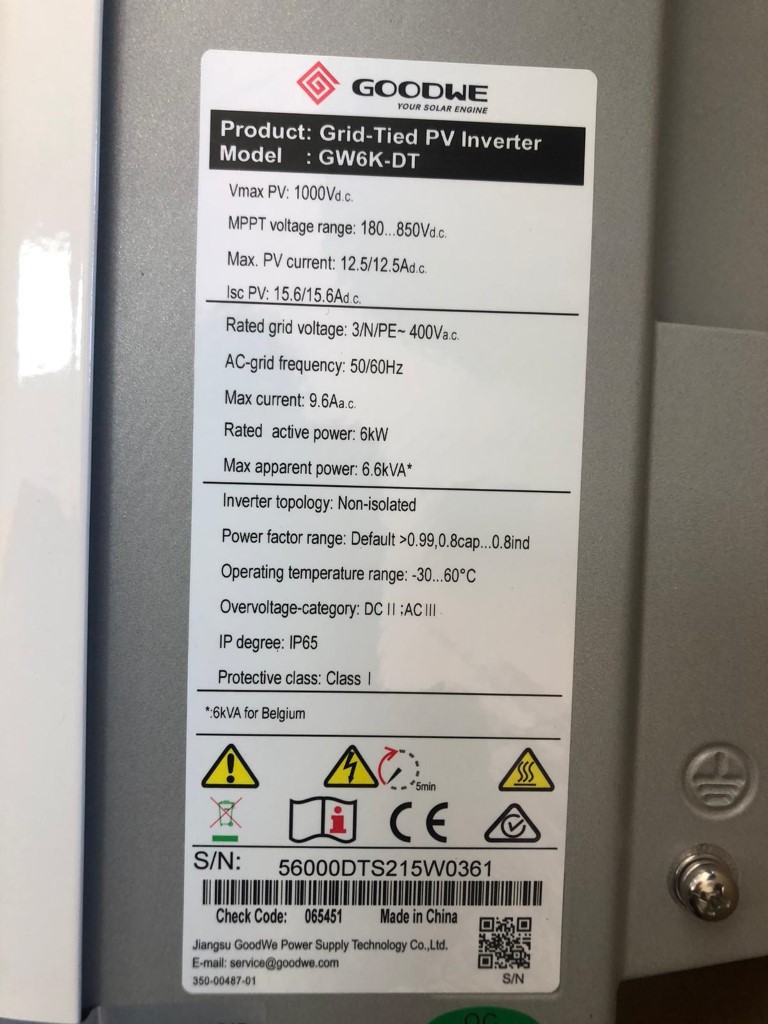 GOODWE
YOUR SOLAR ENGINE
Product: Grid-Tied PV Inverter
Model : GW6K-DT
Vmax PV: 1000Vd.c.
MPPT voltage range: 180...850Vd.c.
Max. PV current: 12.5/12.5Ad.c.
Isc PV: 15.6/15.6Ad.c.
Rated grid voltage: 3/N/PE~ 400Va.c.
AC-grid frequency: 50/60Hz
Max current: 9.6Aa.c.
Rated active power: 6kW
Max apparent power: 6.6kVA*
Inverter topology: Non-isolated
Power factor range: Default >0.99,0.8cap...0.8ind
Operating temperature range: -30...60°C
Overvoltage-category: DC II ;AC III
IP degree: IP65
Protective class: Class I
*:6kVA for Belgium
5min
CE
S/N: 56000DTS215W0361
Check Code: 065451 Made in China
Jiangsu GoodWe Power Supply Technology Co.,Ltd.
E-mail: service@goodwe.com
350-00487-01
S/N